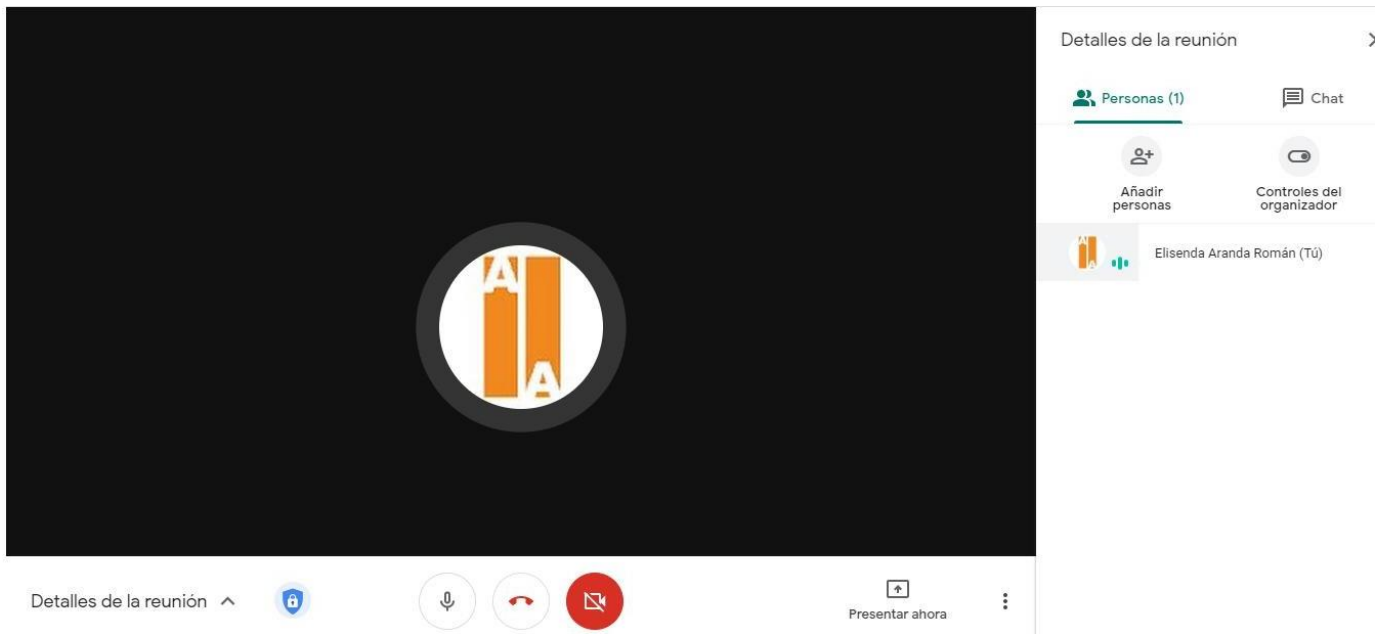 Detalles de la reunión
Personas (1)
Chat
Añadir
personas
Controles del
organizador
A
A
Elisenda Aranda Román (Tú)
A
A
Detalles de la reunión
Presentar ahora